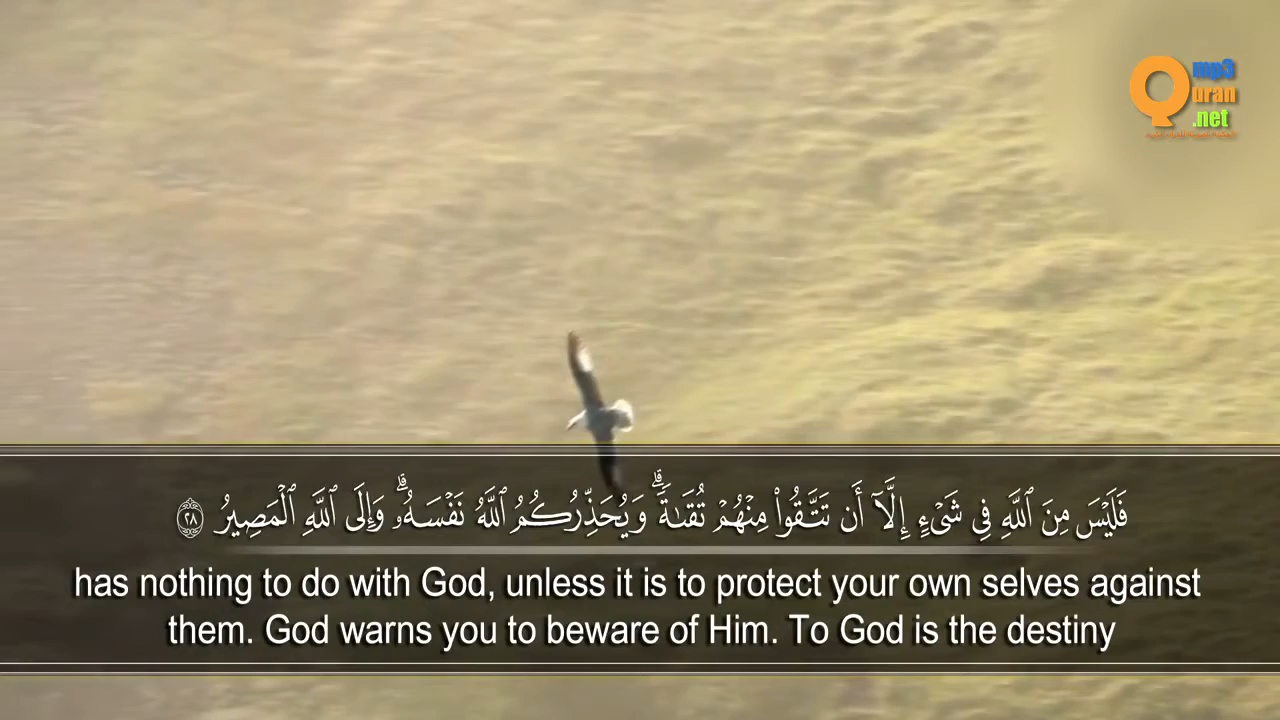 mp3
Quran
.net
فَلَيْسَ مِنَ ٱللَّهِ فِى شَىْءٍ إِلَّآ أَن تَتَّقُوا۟ مِنْهُمْ تُقَىٰةً ۗ وَيُحَذِّرُكُمُ ٱللَّهُ نَفْسَهُۥ ۗ وَإِلَى ٱللَّهِ ٱلْمَصِيرُ ٢٨
has nothing to do with God, unless it is to protect your own selves against
them. God warns you to beware of Him. To God is the destiny